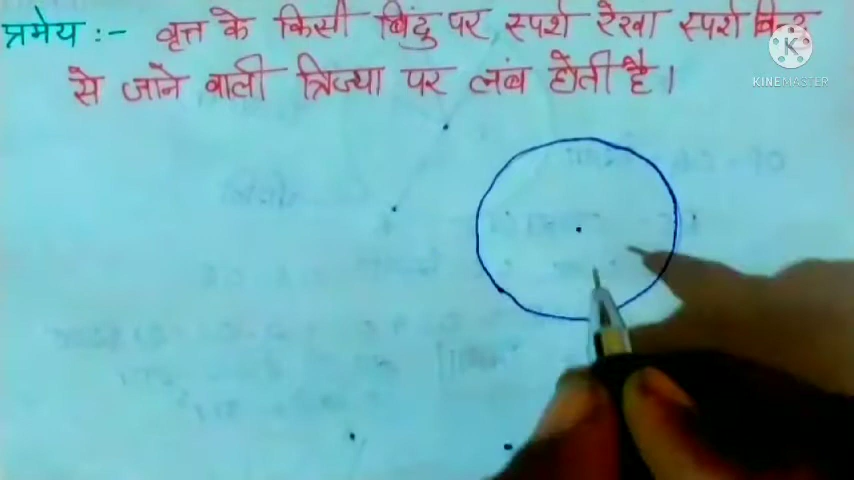 प्रमेय :- वृत्त के किसी बिंदु पर स्पर्श रेखा स्पर्श बिन्दु
से जाने वाली त्रिज्या पर लंब होती है।
K
KINEMASTER